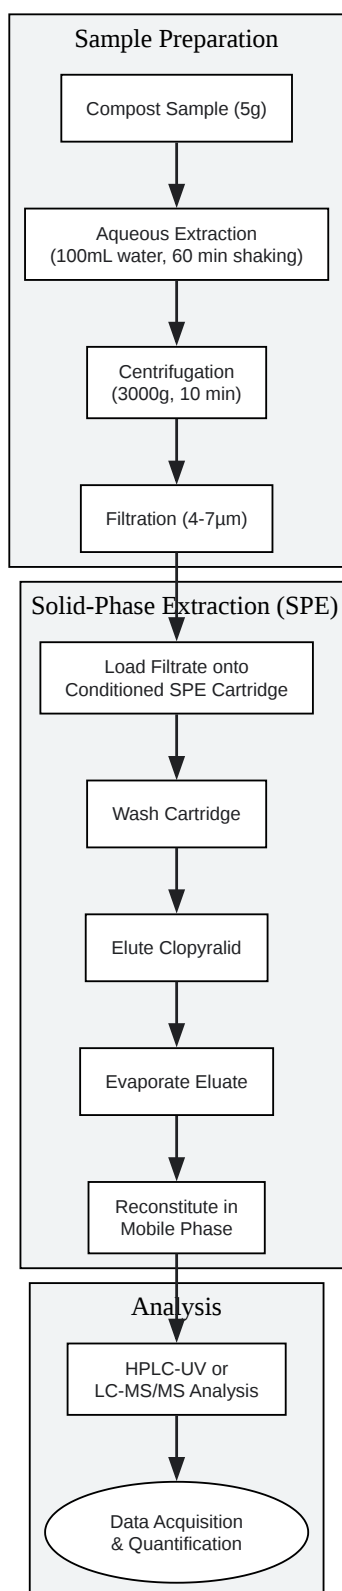 Sample Preparation
Compost Sample (5g)
Aqueous Extraction
(100mL water, 60 min shaking)
Centrifugation
(3000g, 10 min)
Filtration (4-7µm)
Solid-Phase Extraction (SPE)
Load Filtrate onto
Conditioned SPE Cartridge
Wash Cartridge
Elute Clopyralid
Evaporate Eluate
Reconstitute in
Mobile Phase
Analysis
HPLC-UV or
LC-MS/MS Analysis
Data Acquisition
& Quantification